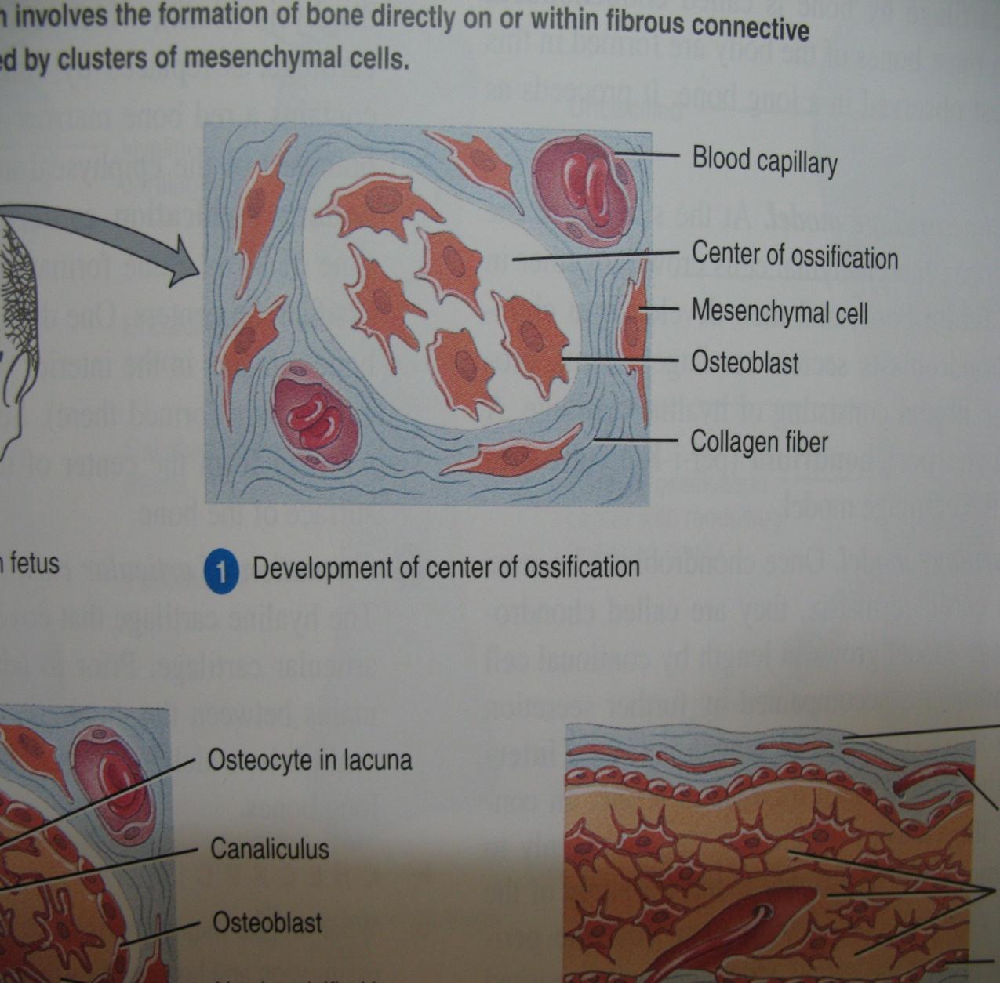 involves the formation of bone directly on or within fibrous connective
by clusters of mesenchymal cells.
Blood capillary
Center of ossification
Mesenchymal cell
Osteoblast
Collagen fiber
fetus
1 Development of center of ossification
Osteocyte in lacuna
Canaliculus
Osteoblast